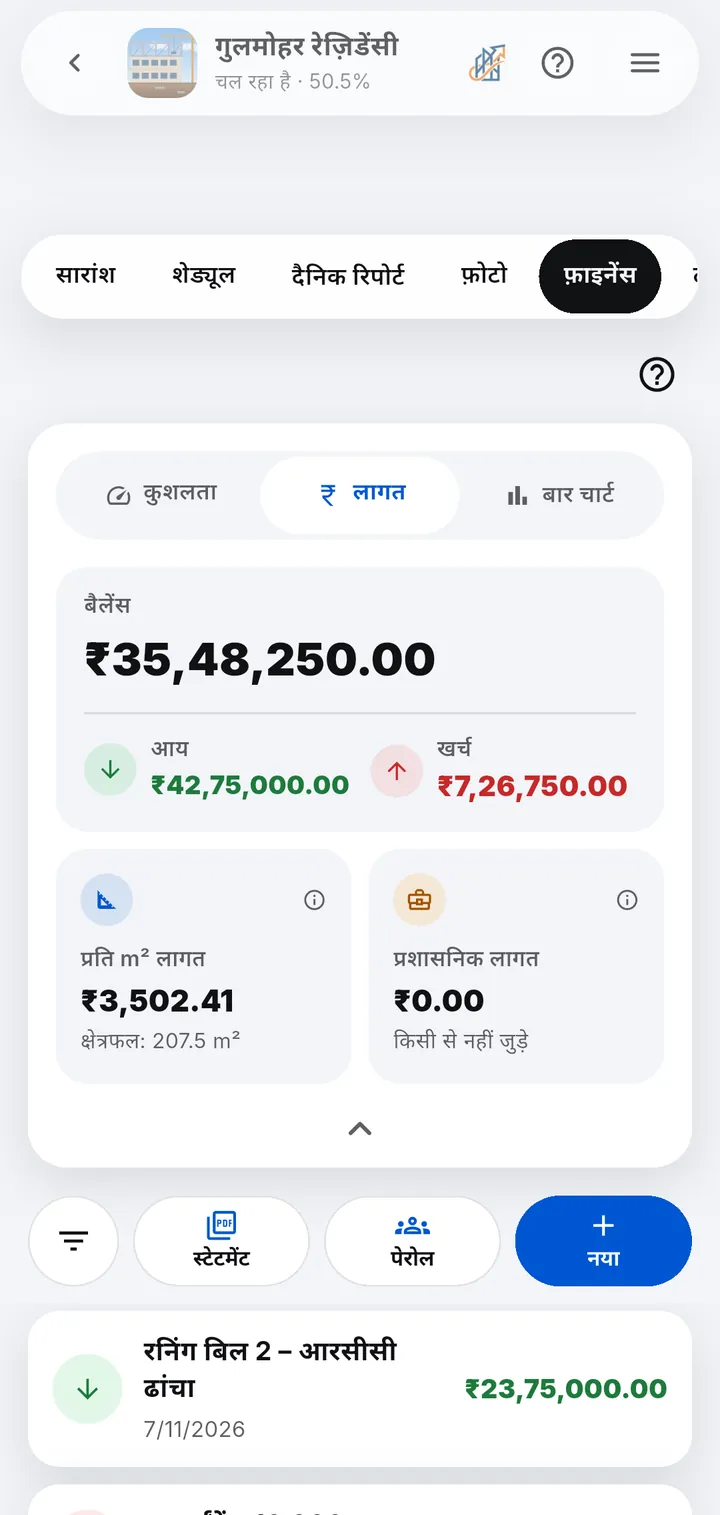 गुलमोहर रेज़िडेंसी
चल रहा है · 50.5%
सारांश शेड्यूल दैनिक रिपोर्ट फ़ोटो फ़ाइनेंस
कुशलता ₹ लागत बार चार्ट
बैलेंस
₹35,48,250.00
आय खर्च
₹42,75,000.00 ₹7,26,750.00
प्रति m² लागत प्रशासनिक लागत
₹3,502.41 ₹0.00
क्षेत्रफल: 207.5 m² किसी से नहीं जुड़े
PDF
स्टेटमेंट पेरोल नया
रनिंग बिल 2 – आरसीसी
ढांचा
₹23,75,000.00
7/11/2026